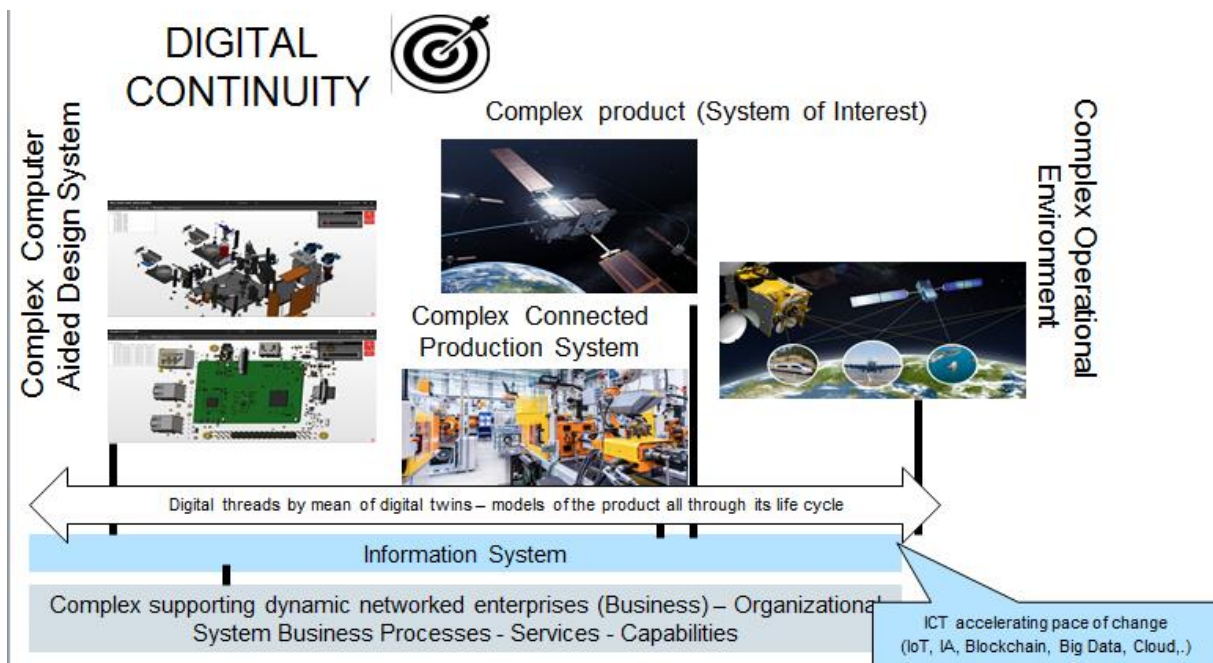 DIGITAL
CONTINUITY
Complex product (System of Interest)
Complex Computer
Aided Design System
Complex Operational
Environment
Complex Connected
Production System
Digital threads by mean of digital twins – models of the product all through its life cycle
Information System
Complex supporting dynamic networked enterprises (Business) – Organizational
System Business Processes - Services - Capabilities
ICT accelerating pace of change
(IoT, IA, Blockchain, Big Data, Cloud,.)